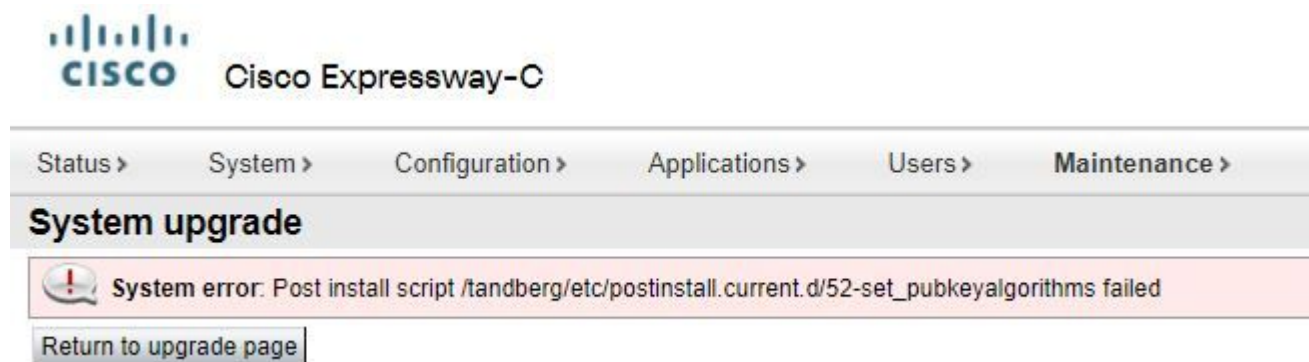 CISCO Cisco Expressway-C
Status > System > Configuration > Applications > Users > Maintenance >
System upgrade
System error: Post install script /tandberg/etc/postinstall.current.d/52-set_pubkeyalgorithms failed
Return to upgrade page